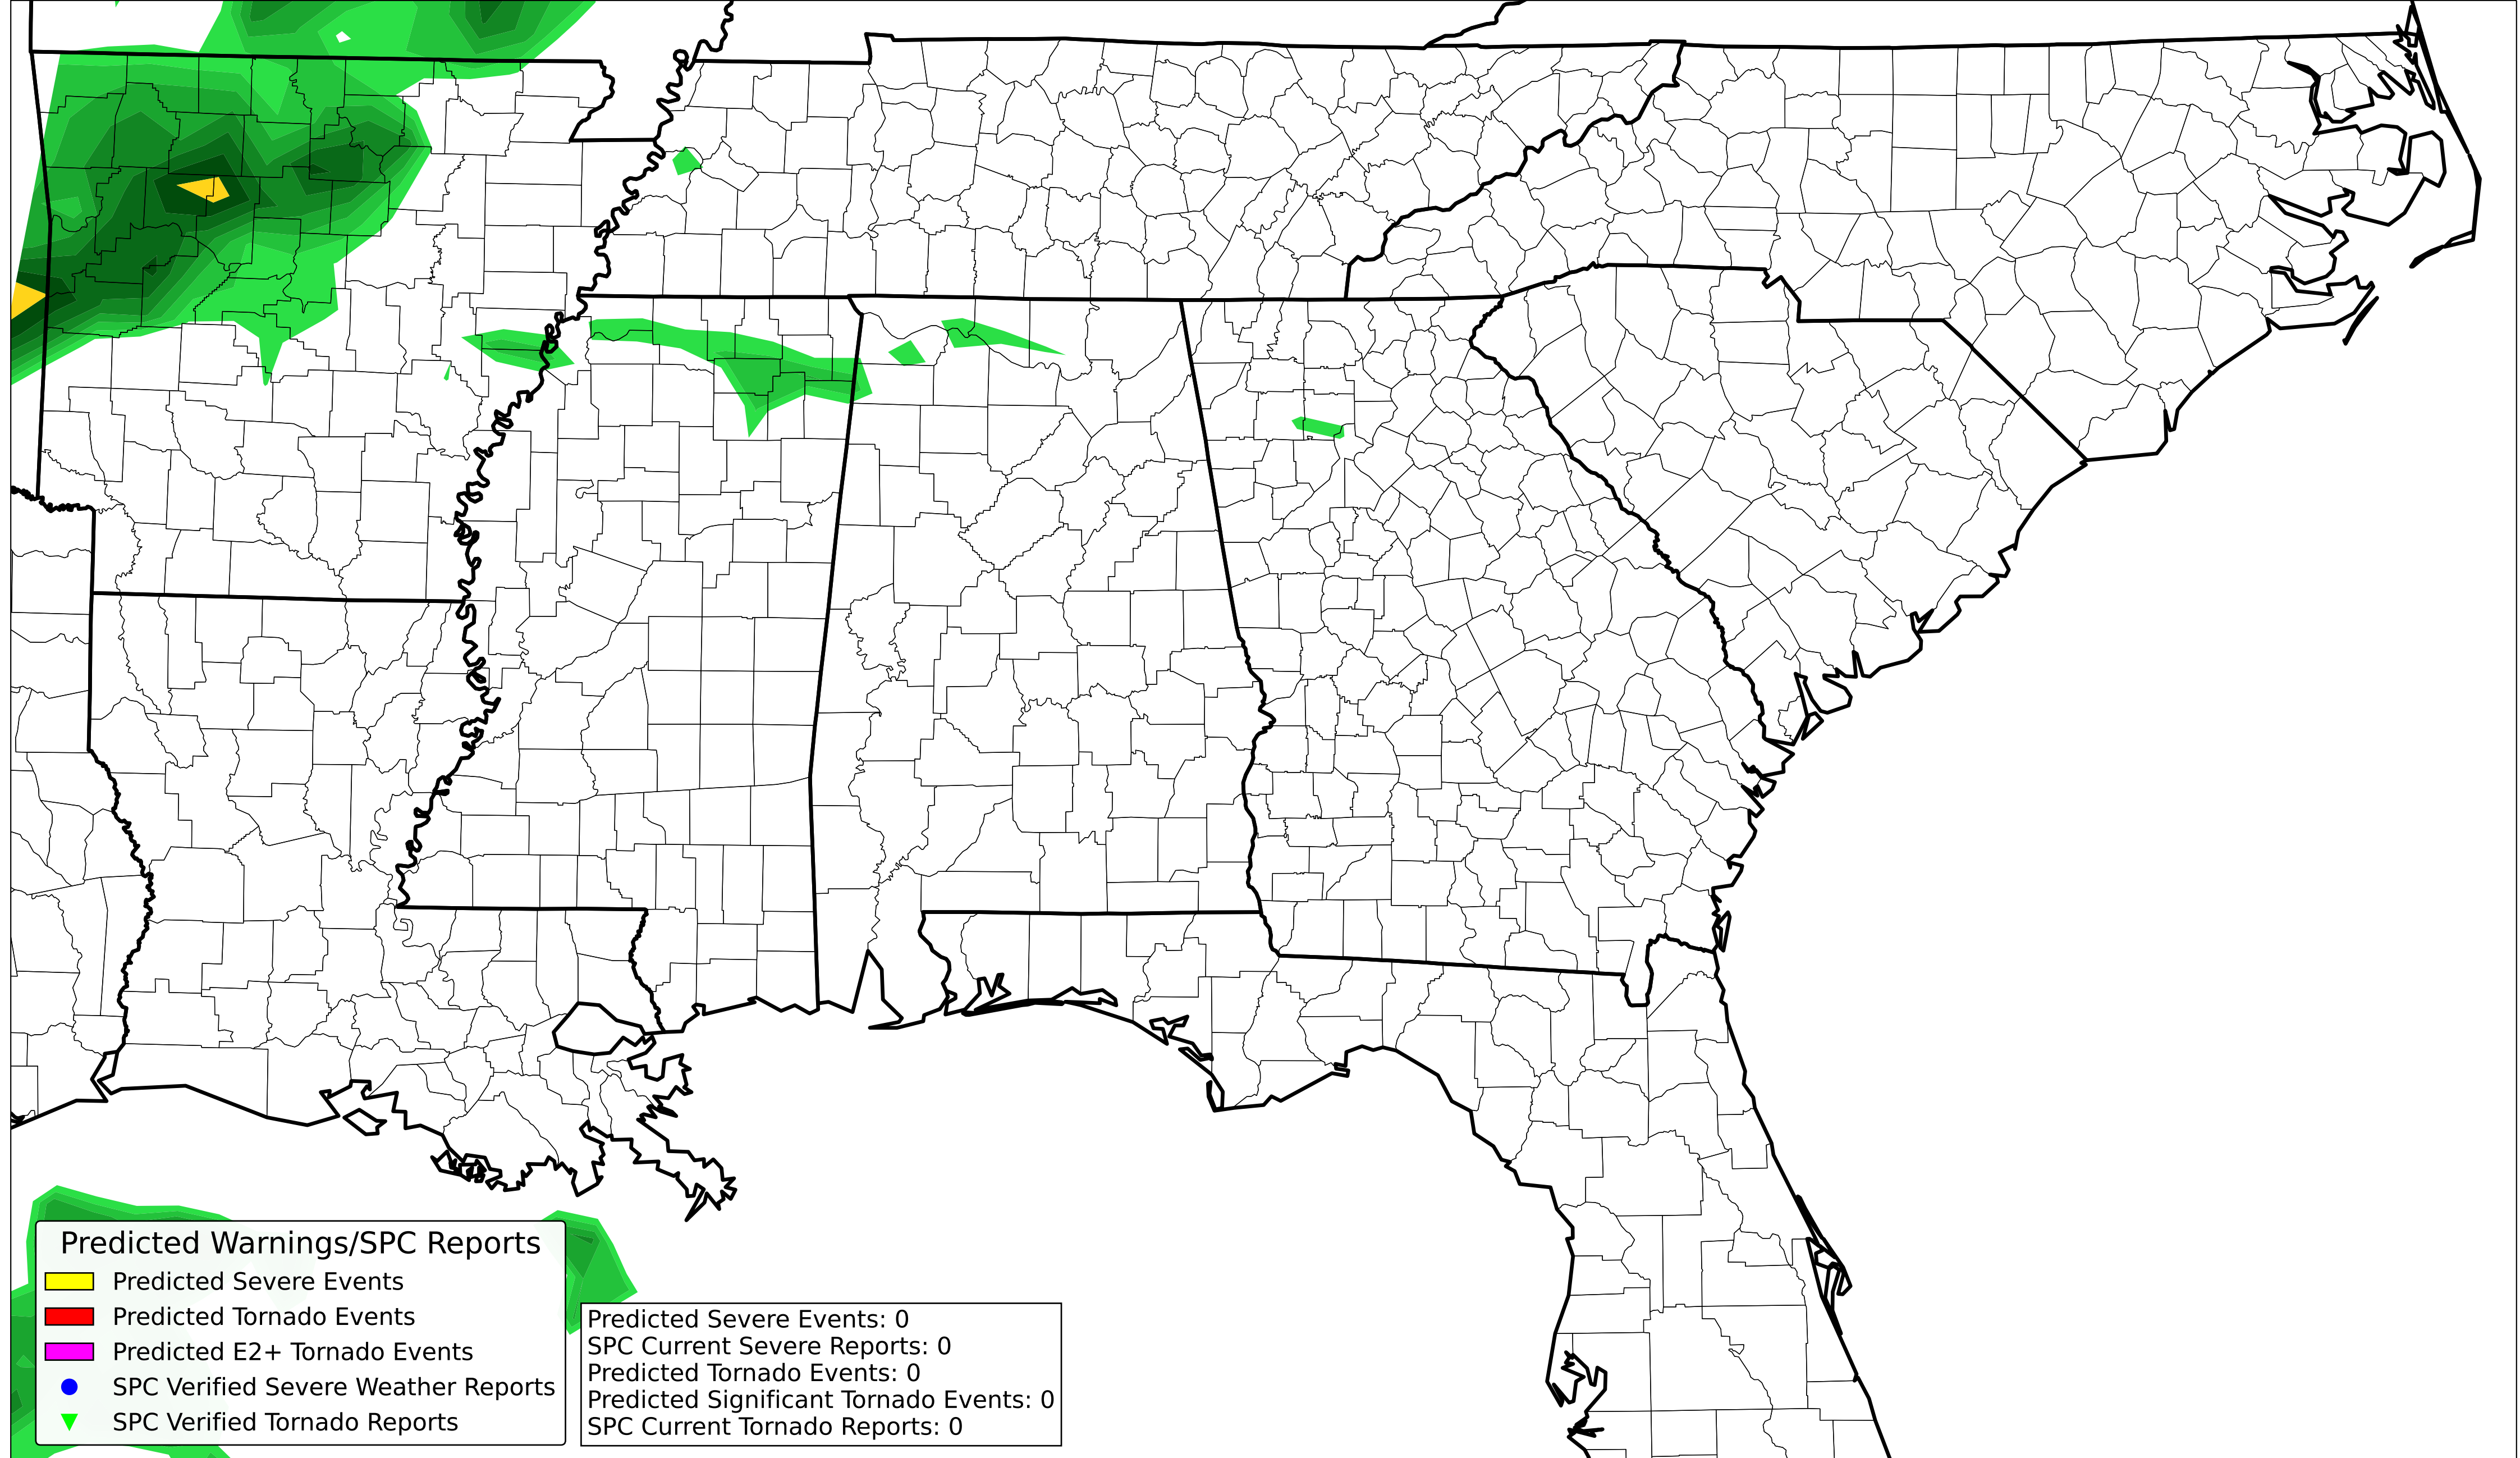 Predicted Warnings/SPC Reports
Predicted Severe Events
Predicted Tornado Events
Predicted E2+ Tornado Events
SPC Verified Severe Weather Reports
SPC Verified Tornado Reports
Predicted Severe Events: 0
SPC Current Severe Reports: 0
Predicted Tornado Events: 0
Predicted Significant Tornado Events: 0
SPC Current Tornado Reports: 0